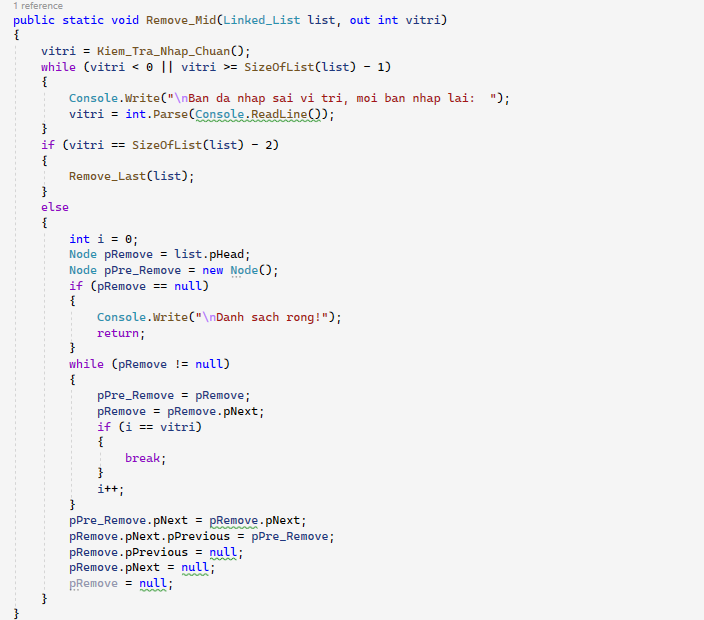 1 reference
public static void Remove_Mid(Linked_List list, out int vitri)
{
    vitri = Kiem_Tra_Nhap_Chuan();
    while (vitri < 0 || vitri >= SizeOfList(list) - 1)
    {
        Console.Write("\nBan da nhap sai vi tri, moi ban nhap lai:  ");
        vitri = int.Parse(Console.ReadLine());
    }
    if (vitri == SizeOfList(list) - 2)
    {
        Remove_Last(list);
    }
    else
    {
        int i = 0;
        Node pRemove = list.pHead;
        Node pPre_Remove = new Node();
        if (pRemove == null)
        {
            Console.Write("\nDanh sach rong!");
            return;
        }
        while (pRemove != null)
        {
            pPre_Remove = pRemove;
            pRemove = pRemove.pNext;
            if (i == vitri)
            {
                break;
            }
            i++;
        }
        pPre_Remove.pNext = pRemove.pNext;
        pRemove.pNext.pPrevious = pPre_Remove;
        pRemove.pPrevious = null;
        pRemove.pNext = null;
        pRemove = null;
    }
}